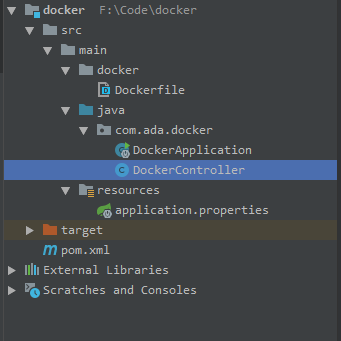 docker F:\Code\docker
src
main
docker
Dockerfile
java
com.ada.docker
DockerApplication
DockerController
resources
application.properties
target
pom.xml
External Libraries
Scratches and Consoles